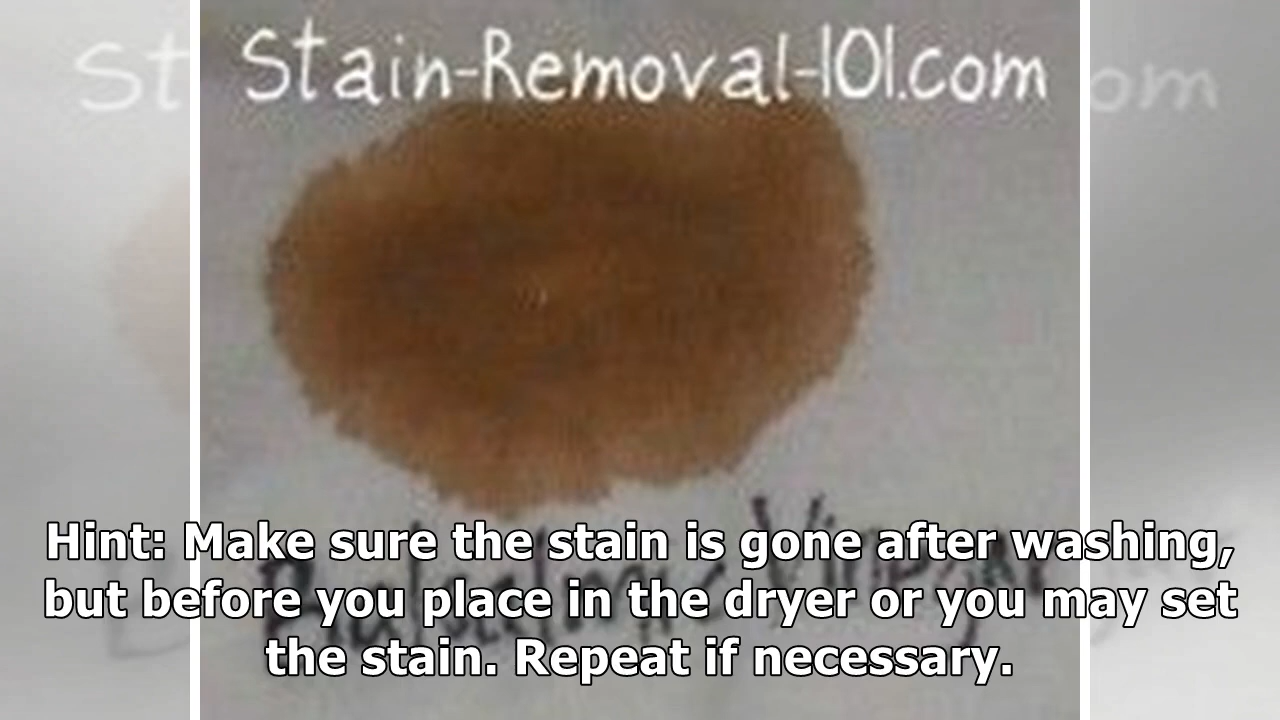 Stain-Removal-101.com
Vinegar
Hint: Make sure the stain is gone after washing,
but before you place in the dryer or you may set
the stain. Repeat if necessary.